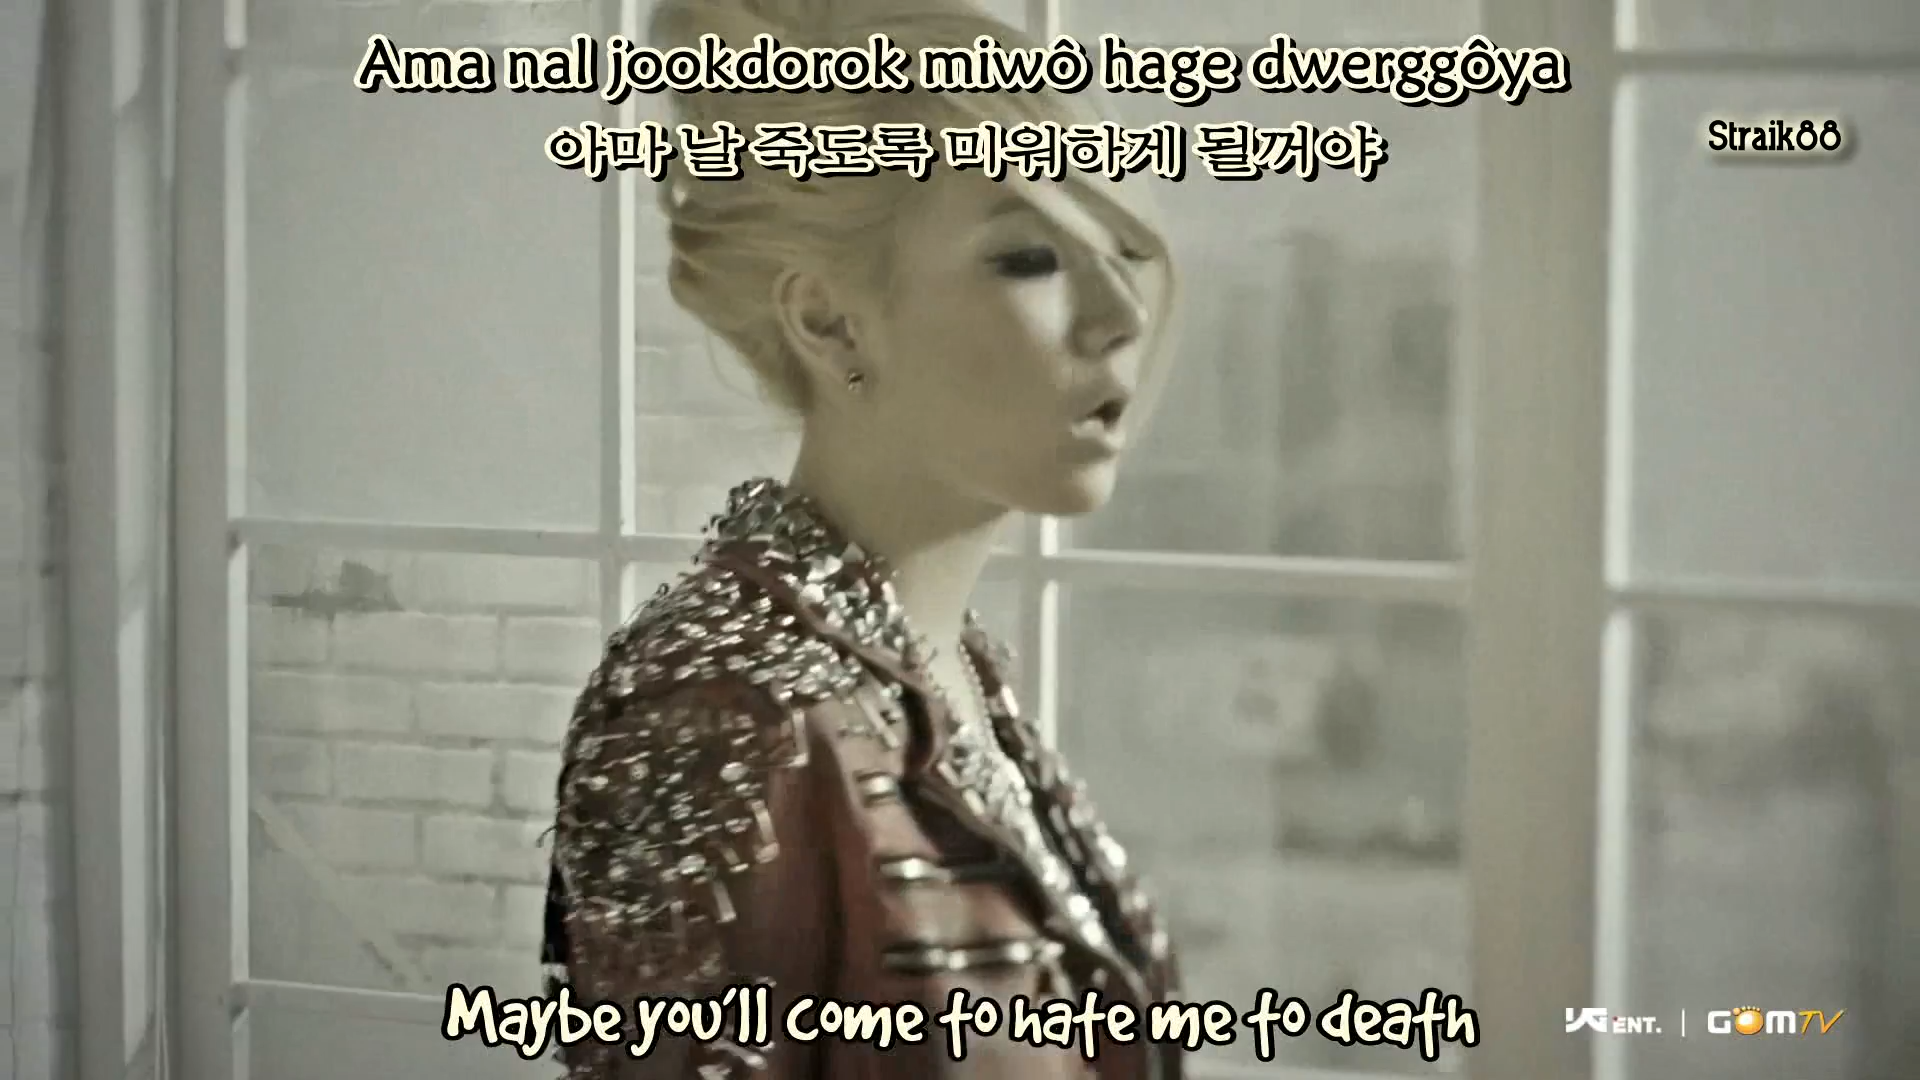 Ama nal jookdorok miwô hage dwerggôya
아마 날 죽도록 미워하게 될꺼야
Straik88
Maybe you'll come to hate me to death
YG ENT. | GOMTV